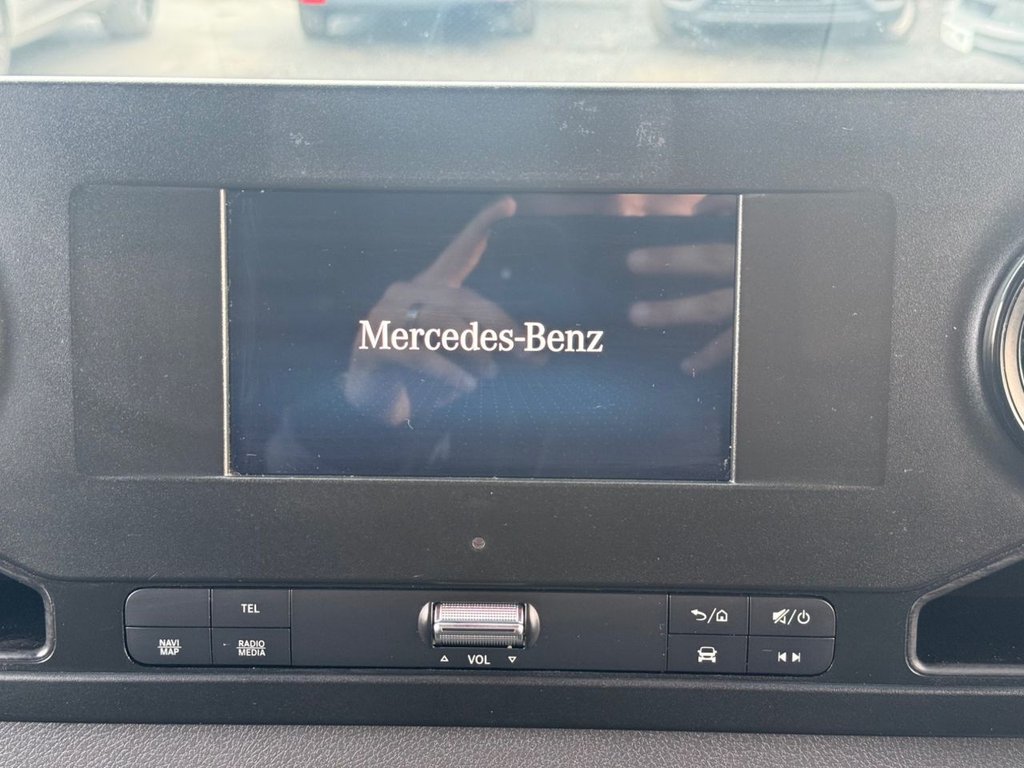 Mercedes-Benz
TEL
NAVI
MAP
RADIO
MEDIA
VOL